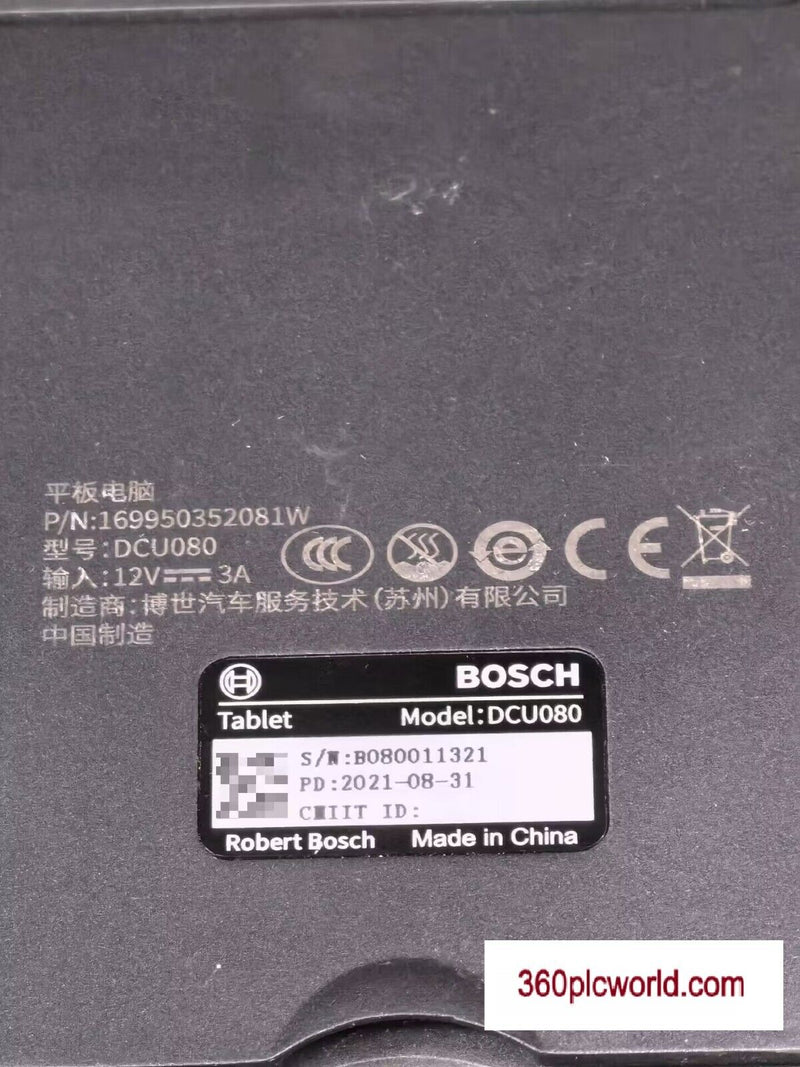 平板电脑
P/N:169950352081W
型号:DCU080
输入:12V⎓3A
制造商:博世汽车服务技术(苏州)有限公司
中国制造
CCC
CE
BOSCH
Tablet Model:DCU080
S/N:B080011321
PD:2021-08-31
CMIIT ID:
Robert Bosch Made in China
360plcworld.com